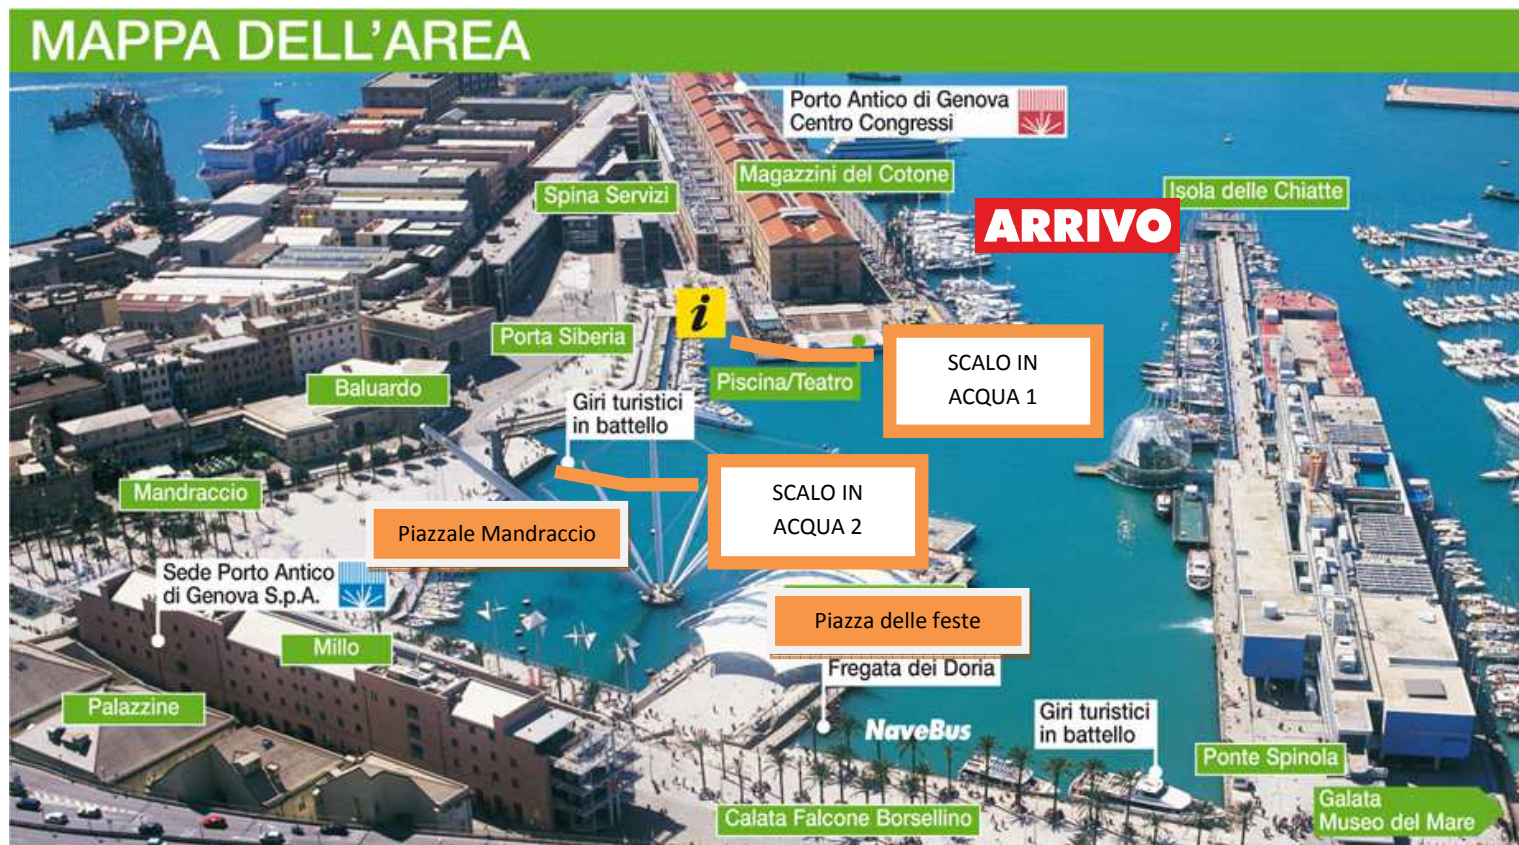 MAPPA DELL'AREA
Porto Antico di Genova
Centro Congressi
Magazzini del Cotone
Spina Servizi
Isola delle Chiatte
ARRIVO
i
Porta Siberia
SCALO IN
ACQUA 1
Piscina/Teatro
Baluardo
Giri turistici
in battello
Mandraccio
SCALO IN
ACQUA 2
Piazzale Mandraccio
Sede Porto Antico
di Genova S.p.A.
Piazza delle feste
Millo
Fregata dei Doria
Palazzine
NaveBus
Giri turistici
in battello
Ponte Spinola
Calata Falcone Borsellino
Galata
Museo del Mare